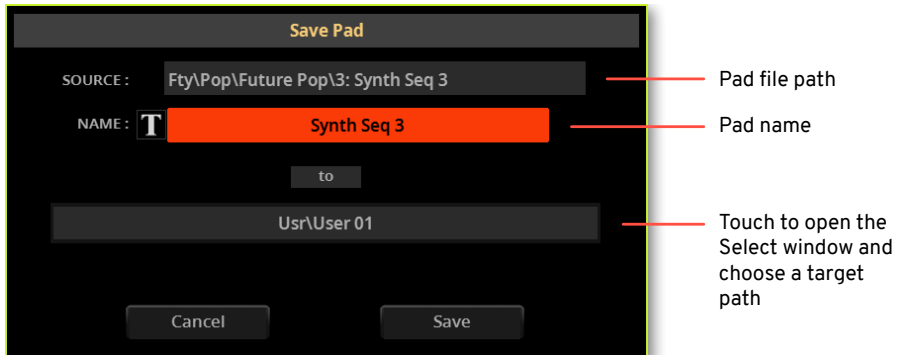 Save Pad
SOURCE :
Fty\Pop\Future Pop\3: Synth Seq 3
Pad file path
NAME :
T
Synth Seq 3
Pad name
to
Usr\User 01
Touch to open the
Select window and
choose a target
path
Cancel
Save